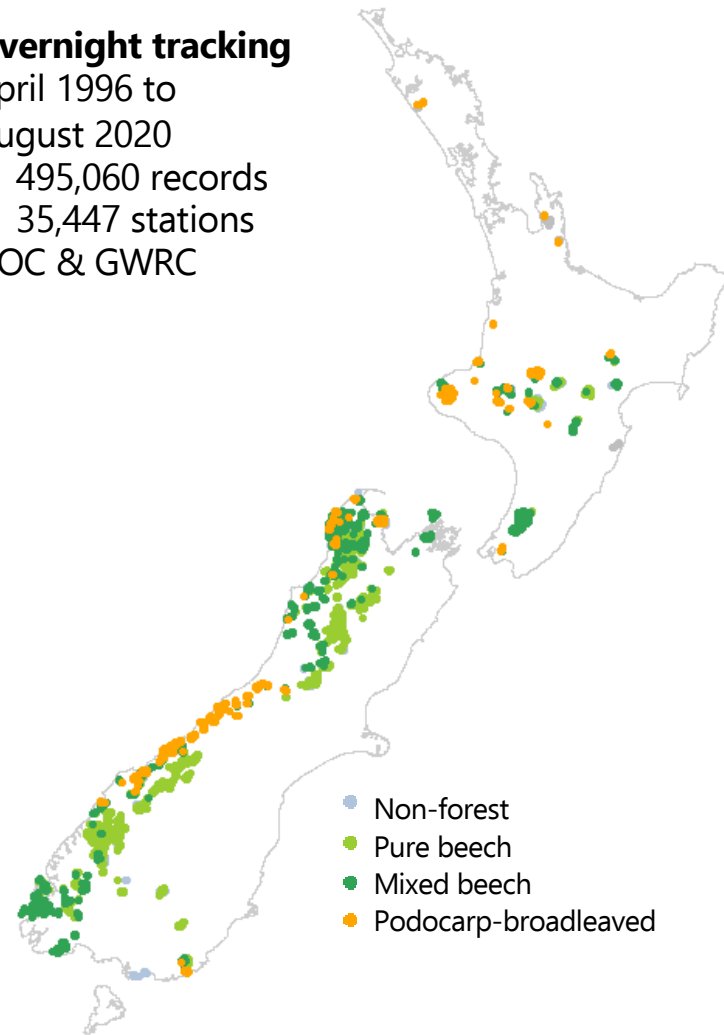 vernight tracking
pril 1996 to
ugust 2020
495,060 records
35,447 stations
OC & GWRC
Non-forest
Pure beech
Mixed beech
Podocarp-broadleaved